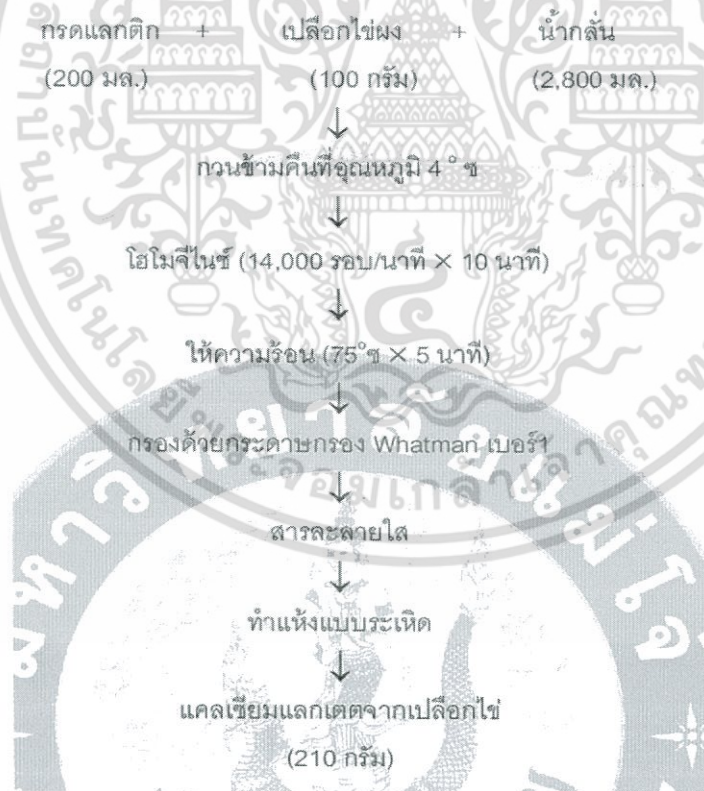 กรดแลกติก + เปลือกไข่ผง + น้ำกลั่น
(200 มล.) (100 กรัม) (2,800 มล.)
↓
กวนข้ามคืนที่อุณหภูมิ 4 ° ซ
↓
โฮโมจีไนซ์ (14,000 รอบ/นาที × 10 นาที)
↓
ให้ความร้อน (75°ซ × 5 นาที)
↓
กรองด้วยกระดาษกรอง Whatman เบอร์1
↓
สารละลายใส
↓
ทำแห้งแบบระเหิด
↓
แคลเซียมแลกเตตจากเปลือกไข่
(210 กรัม)